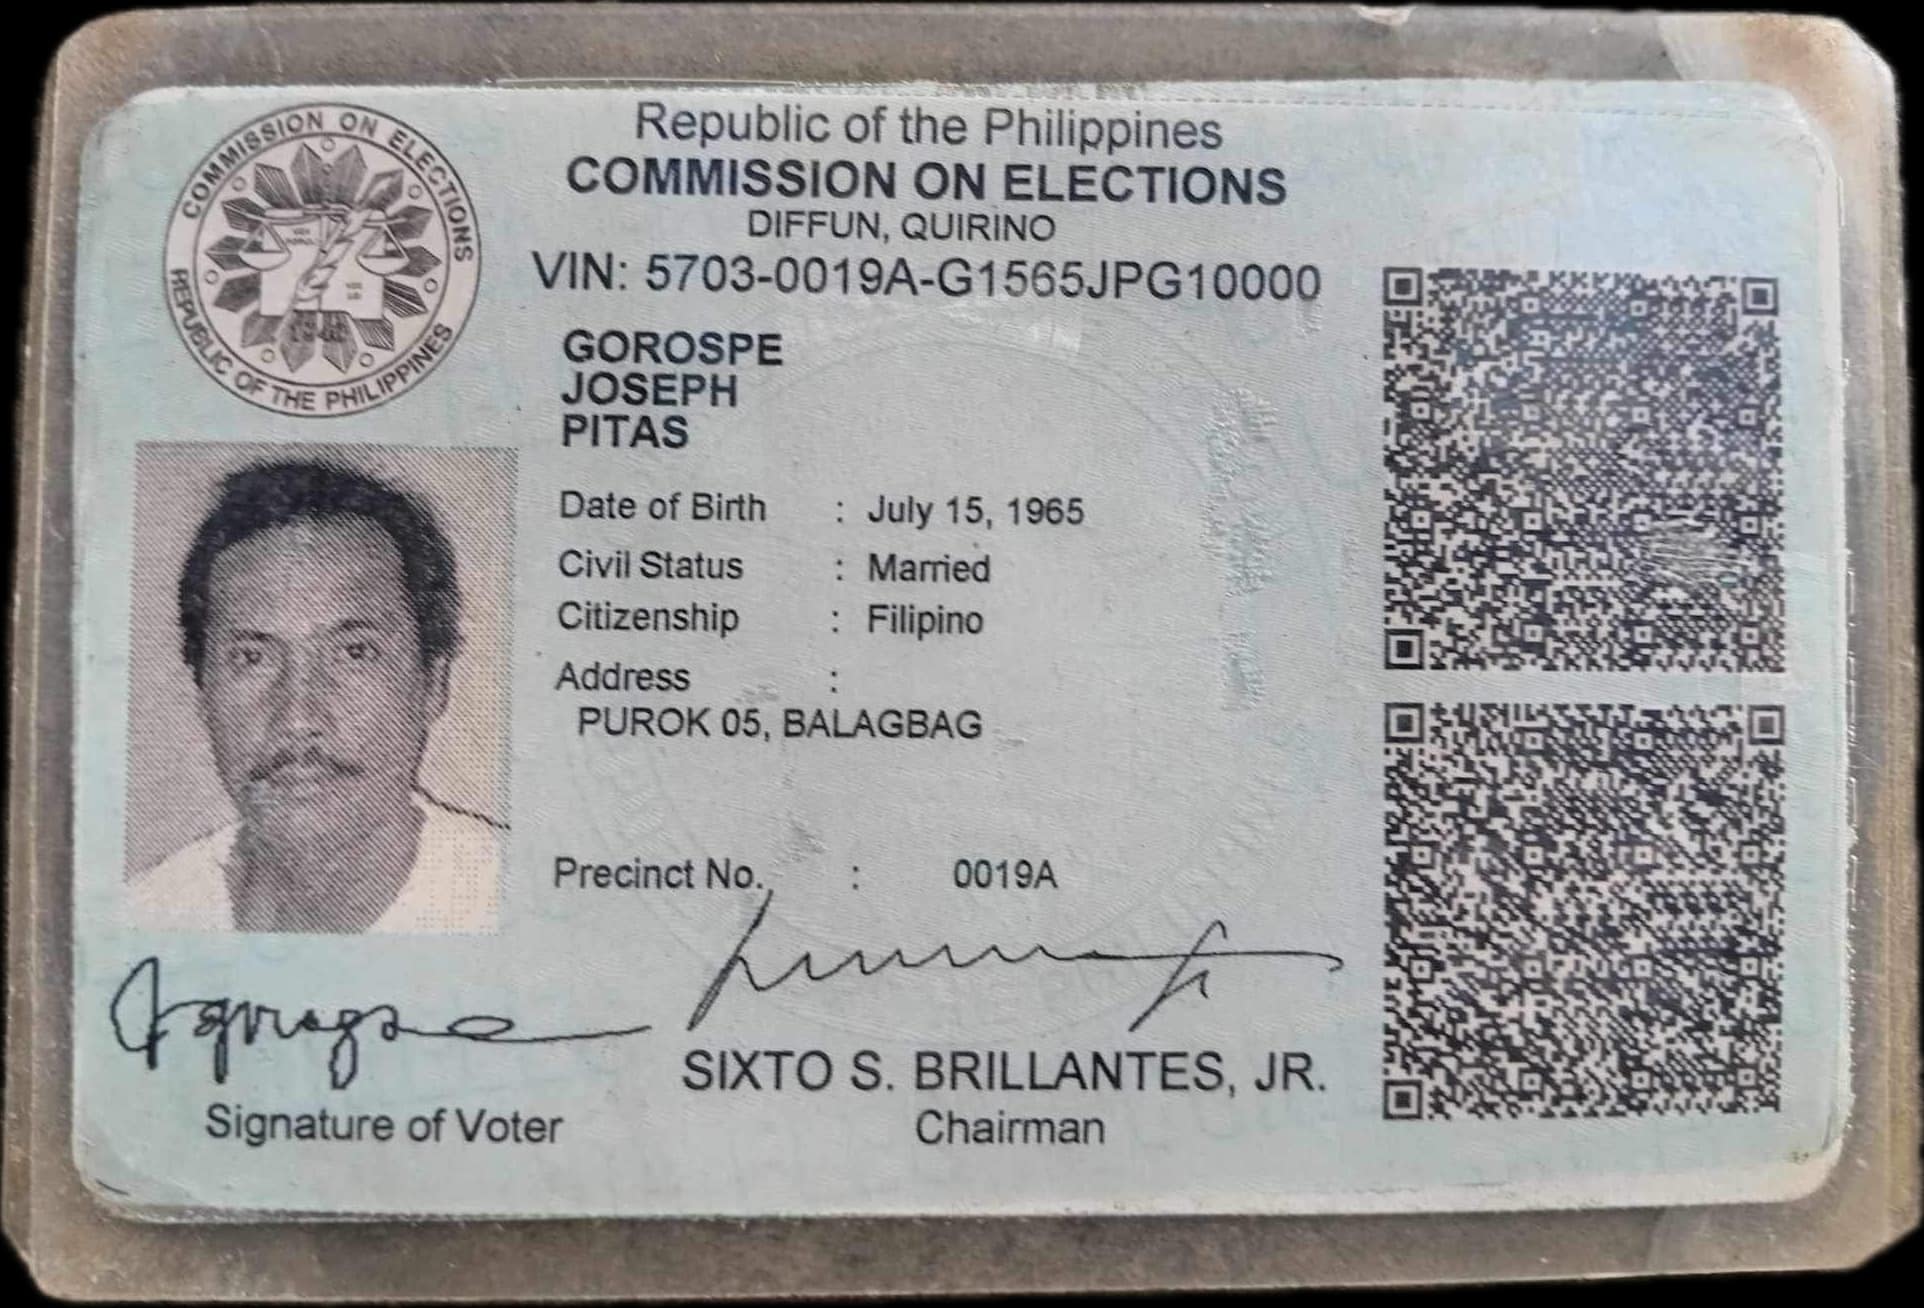 COMMISSION ON ELECTIONS
REPUBLIC OF THE PHILIPPINES
Republic of the Philippines
COMMISSION ON ELECTIONS
DIFFUN, QUIRINO
VIN: 5703-0019A-G1565JPG10000
GOROSPE
JOSEPH
PITAS
Date of Birth : July 15, 1965
Civil Status : Married
Citizenship : Filipino
Address :
PUROK 05, BALAGBAG
Precinct No. : 0019A
SIXTO S. BRILLANTES, JR.
Signature of Voter
Chairman